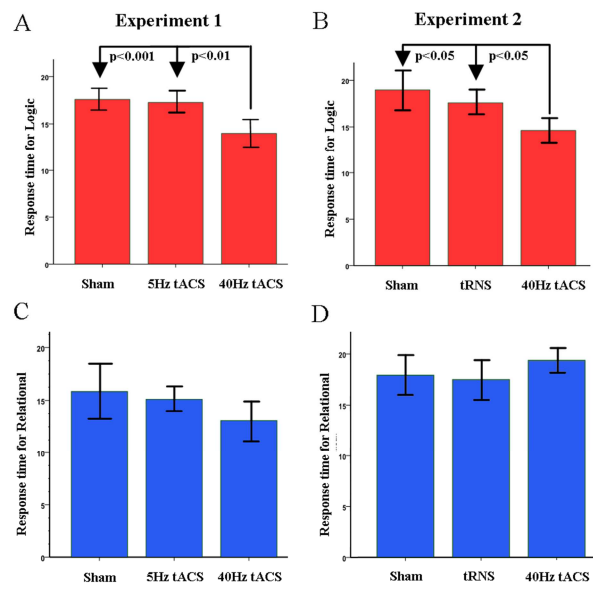 A
Experiment 1
p<0.001
p<0.01
Response time for Logic
20
15
10
5
0
Sham
5Hz tACS
40Hz tACS
B
Experiment 2
p<0.05
p<0.05
Response time for Logic
20
15
10
5
0
Sham
tRNS
40Hz tACS
C
Response time for Relational
20
15
10
5
0
Sham
5Hz tACS
40Hz tACS
D
Response time for Relational
20
15
10
5
0
Sham
tRNS
40Hz tACS